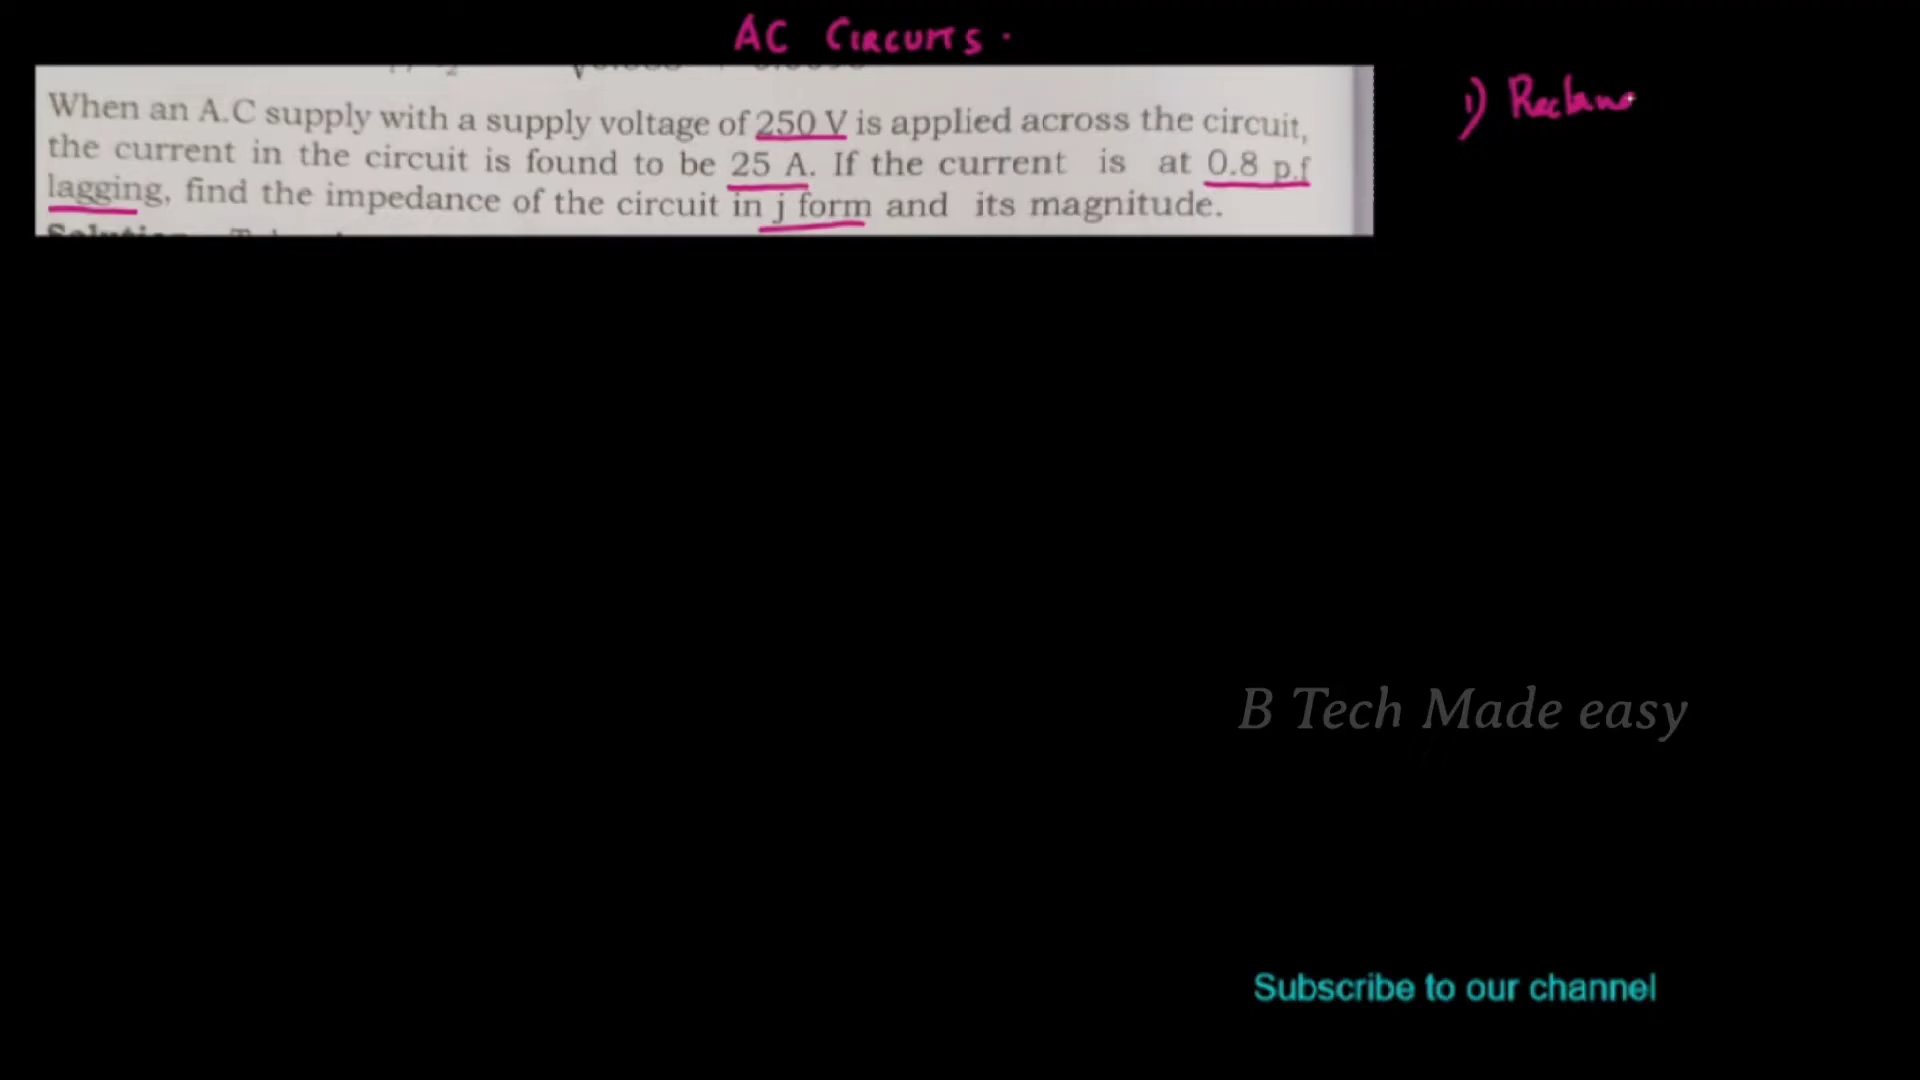 AC CIRCUITS.
When an A.C supply with a supply voltage of 250 V is applied across the circuit,
the current in the circuit is found to be 25 A. If the current is at 0.8 p.f
lagging, find the impedance of the circuit in j form and its magnitude.
1) Rectano
B Tech Made easy
Subscribe to our channel